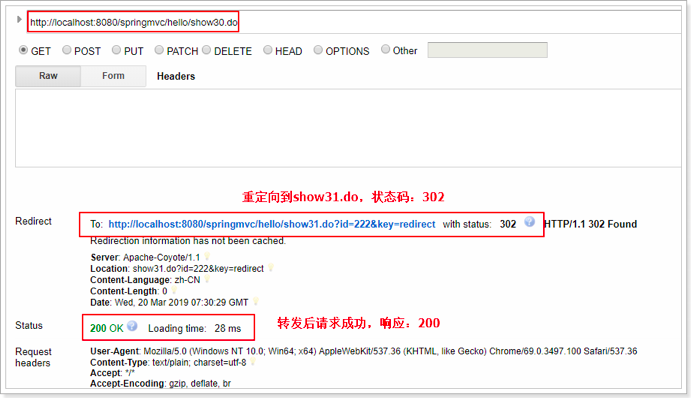 http://localhost:8080/springmvc/hello/show30.do
GET POST PUT PATCH DELETE HEAD OPTIONS Other
Raw Form Headers
重定向到show31.do，状态码：302
Redirect To: http://localhost:8080/springmvc/hello/show31.do?id=222&key=redirect with status: 302 HTTP/1.1 302 Found
Redirection information has not been cached.
Server: Apache-Coyote/1.1
Location: show31.do?id=222&key=redirect
Content-Language: zh-CN
Content-Length: 0
Date: Wed, 20 Mar 2019 07:30:29 GMT
Status 200 OK Loading time: 28 ms 转发后请求成功，响应：200
Request headers User-Agent: Mozilla/5.0 (Windows NT 10.0; Win64; x64) AppleWebKit/537.36 (KHTML, like Gecko) Chrome/69.0.3497.100 Safari/537.36
Content-Type: text/plain; charset=utf-8
Accept: */*
Accept-Encoding: gzip, deflate, br